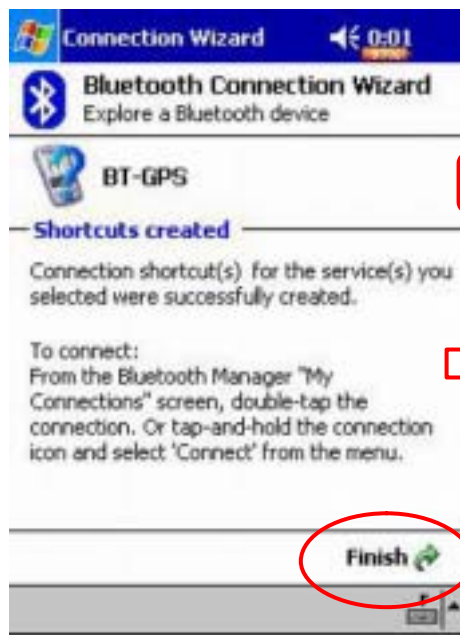 Connection Wizard 0:01
Bluetooth Connection Wizard
Explore a Bluetooth device
BT-GPS
Shortcuts created
Connection shortcut(s) for the service(s) you
selected were successfully created.
To connect:
From the Bluetooth Manager "My
Connections" screen, double-tap the
connection. Or tap-and-hold the connection
icon and select 'Connect' from the menu.
Finish